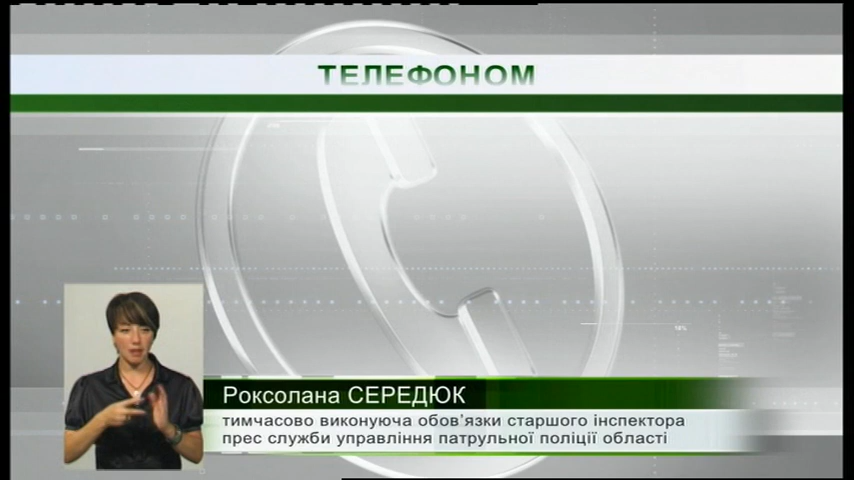 ТЕЛЕФОНОМ
Роксолана СЕРЕДЮК
тимчасово виконуюча обов'язки старшого інспектора
прес служби управління патрульної поліції області